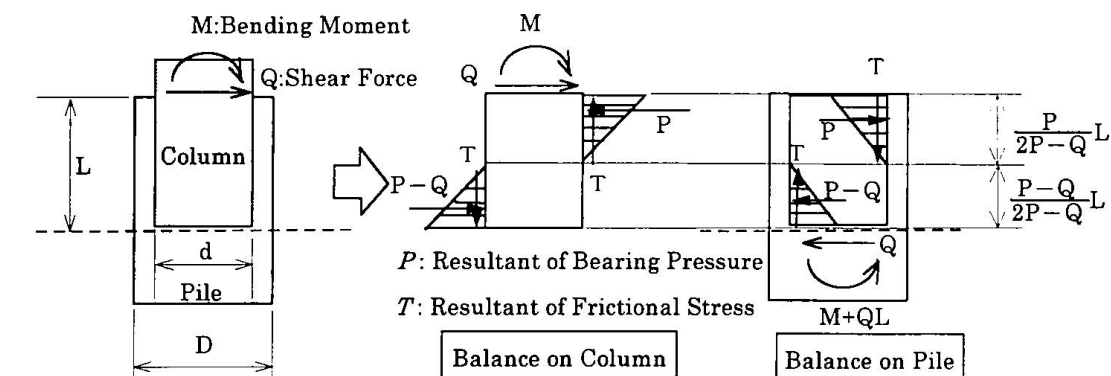 M:Bending Moment
Q:Shear Force
L
Column
d
Pile
D
M
Q
P
T
T
P-Q
P: Resultant of Bearing Pressure
T: Resultant of Frictional Stress
Balance on Column
T
P
T
P-Q
Q
M+QL
Balance on Pile
P
2P-Q
L
P-Q
2P-Q
L